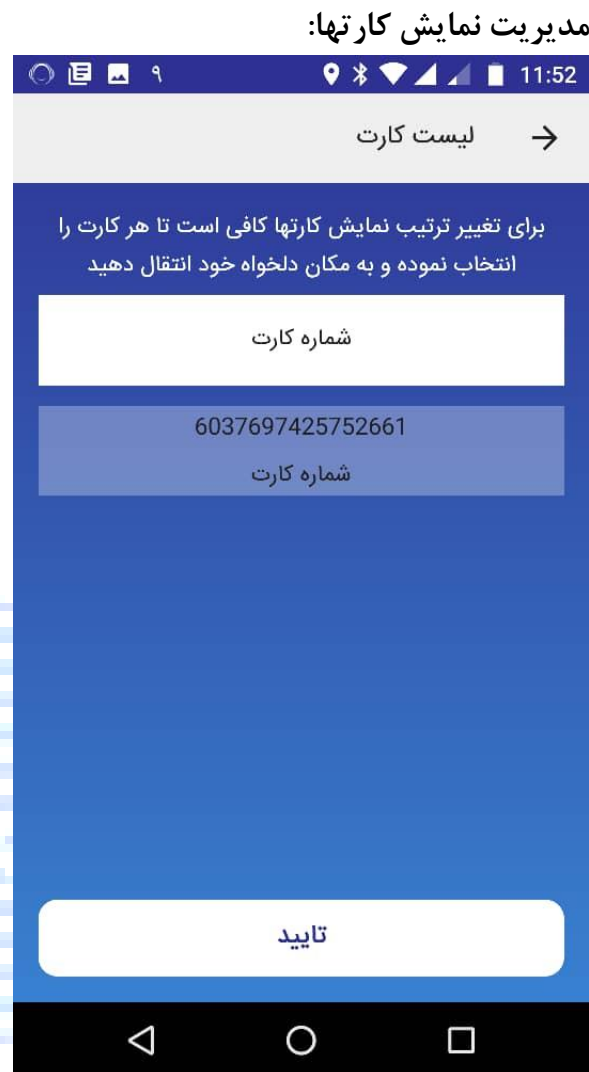 مدیریت نمایش کارتها:
۹ 11:52
لیست کارت
برای تغییر ترتیب نمایش کارتها کافی است تا هر کارت را
انتخاب نموده و به مکان دلخواه خود انتقال دهید
شماره کارت
6037697425752661
شماره کارت
تایید